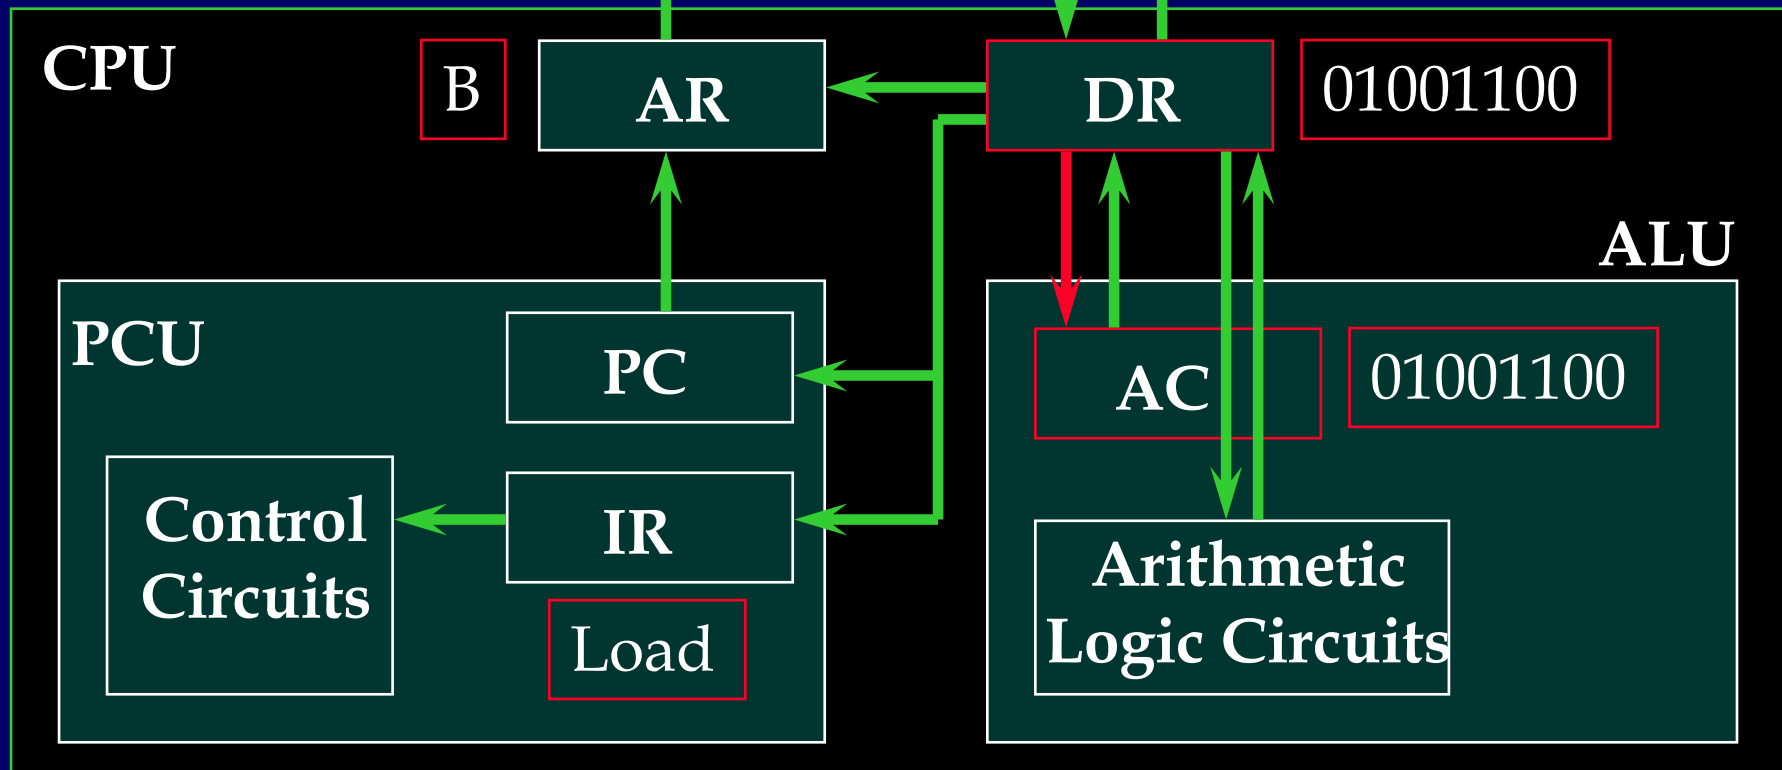 CPU
B
AR
DR
01001100
ALU
PCU
PC
AC
01001100
Control
Circuits
IR
Load
Arithmetic
Logic Circuits